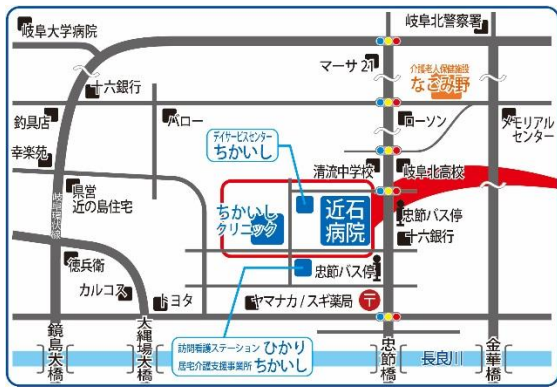 岐阜大学病院
岐阜北警察署
マーサ21
介護老人保健施設
なごみ野
十六銀行
釣具店
バロー
ローソン
メモリアル
センター
デイサービスセンター
ちかいし
幸楽苑
清流中学校
岐阜北高校
県営
近の島住宅
岐阜環状線
ちかいし
クリニック
近石
病院
忠節バス停
十六銀行
徳兵衛
忠節バス停
カルコス
トヨタ
ヤマナカ/スギ薬局
〒
訪問看護ステーション ひかり
居宅介護支援事業所 ちかいし
鏡島大橋
大縄場大橋
忠節橋
長良川
金華橋